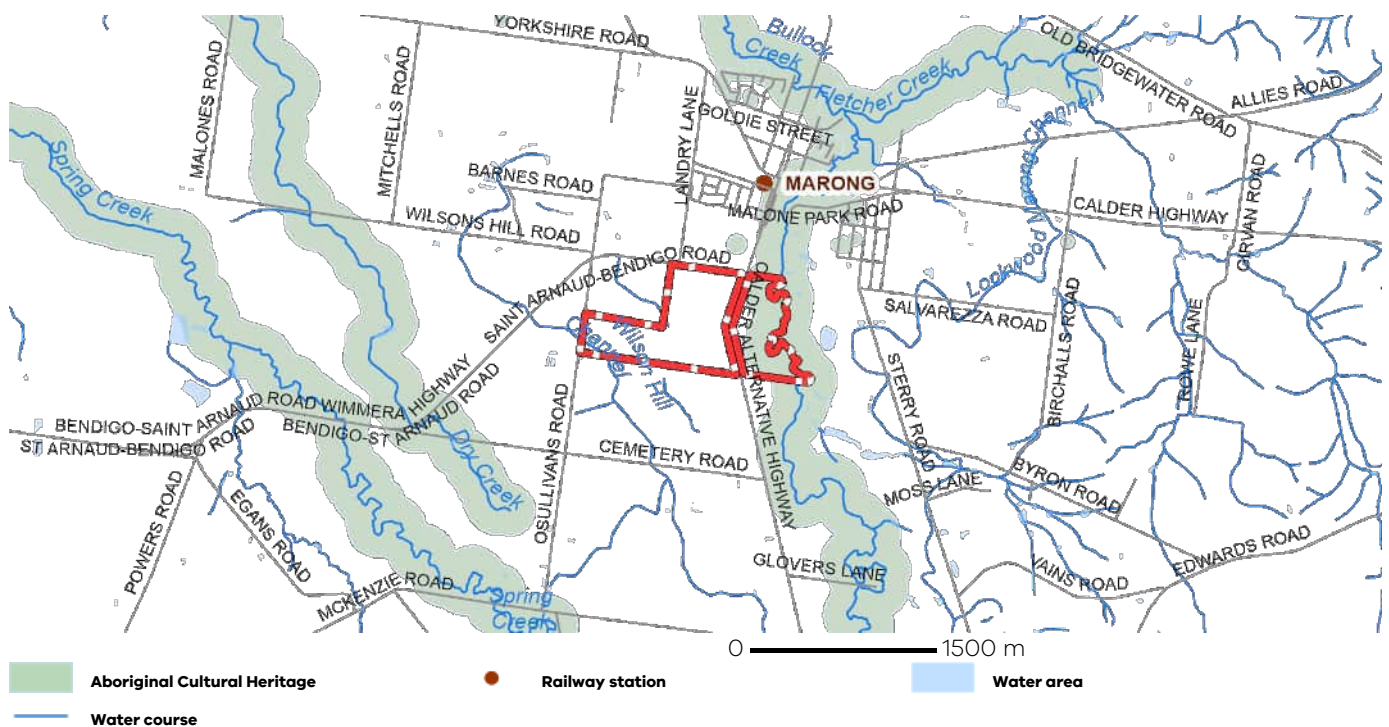 YORKSHIRE ROAD
Bullock
Creek
OLD BRIDGEWATER ROAD
ALLIES ROAD
MALONES ROAD
MITCHELLS ROAD
LANDRY LANE
GOLDIE STREET
Fletcher Creek
Lockwood Marong Channel
GIRVAN ROAD
Spring Creek
BARNES ROAD
MARONG
WILSONS HILL ROAD
MALONE PARK ROAD
CALDER HIGHWAY
SAINT ARNAUD-BENDIGO ROAD
CALDER ALTERNATIVE HIGHWAY
SALVAREZZA ROAD
Wilson Hill
Channel
STERRY ROAD
BIRCHALLS ROAD
ROWE LANE
WIMMERA HIGHWAY
BENDIGO-SAINT ARNAUD ROAD
BENDIGO-ST ARNAUD ROAD
ST ARNAUD-BENDIGO ROAD
Dry Creek
OSULLIVANS ROAD
CEMETERY ROAD
MOSS LANE
BYRON ROAD
POWERS ROAD
EGANS ROAD
MCKENZIE ROAD
Spring
Creek
GLOVERS LANE
VAINS ROAD
EDWARDS ROAD
0 1500 m
Aboriginal Cultural Heritage
Railway station
Water area
Water course